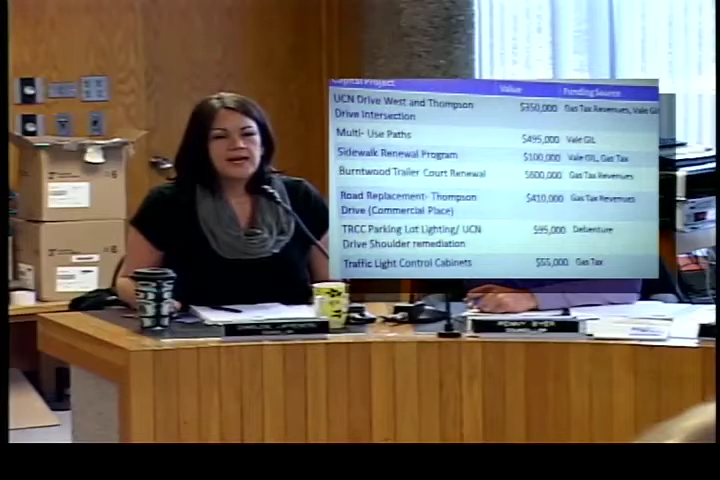 Capital Project Value Funding Source
UCN Drive West and Thompson
Drive Intersection $350,000 Gas Tax Revenues, Vale GI
Multi- Use Paths $495,000 Vale GIL
Sidewalk Renewal Program $100,000 Vale GIL, Gas Tax
Burntwood Trailer Court Renewal $600,000 Gas Tax Revenues
Road Replacement- Thompson
Drive (Commercial Place) $410,000 Gas Tax Revenues
TRCC Parking Lot Lighting/ UCN
Drive Shoulder remediation $95,000 Debenture
Traffic Light Control Cabinets $55,000 Gas Tax